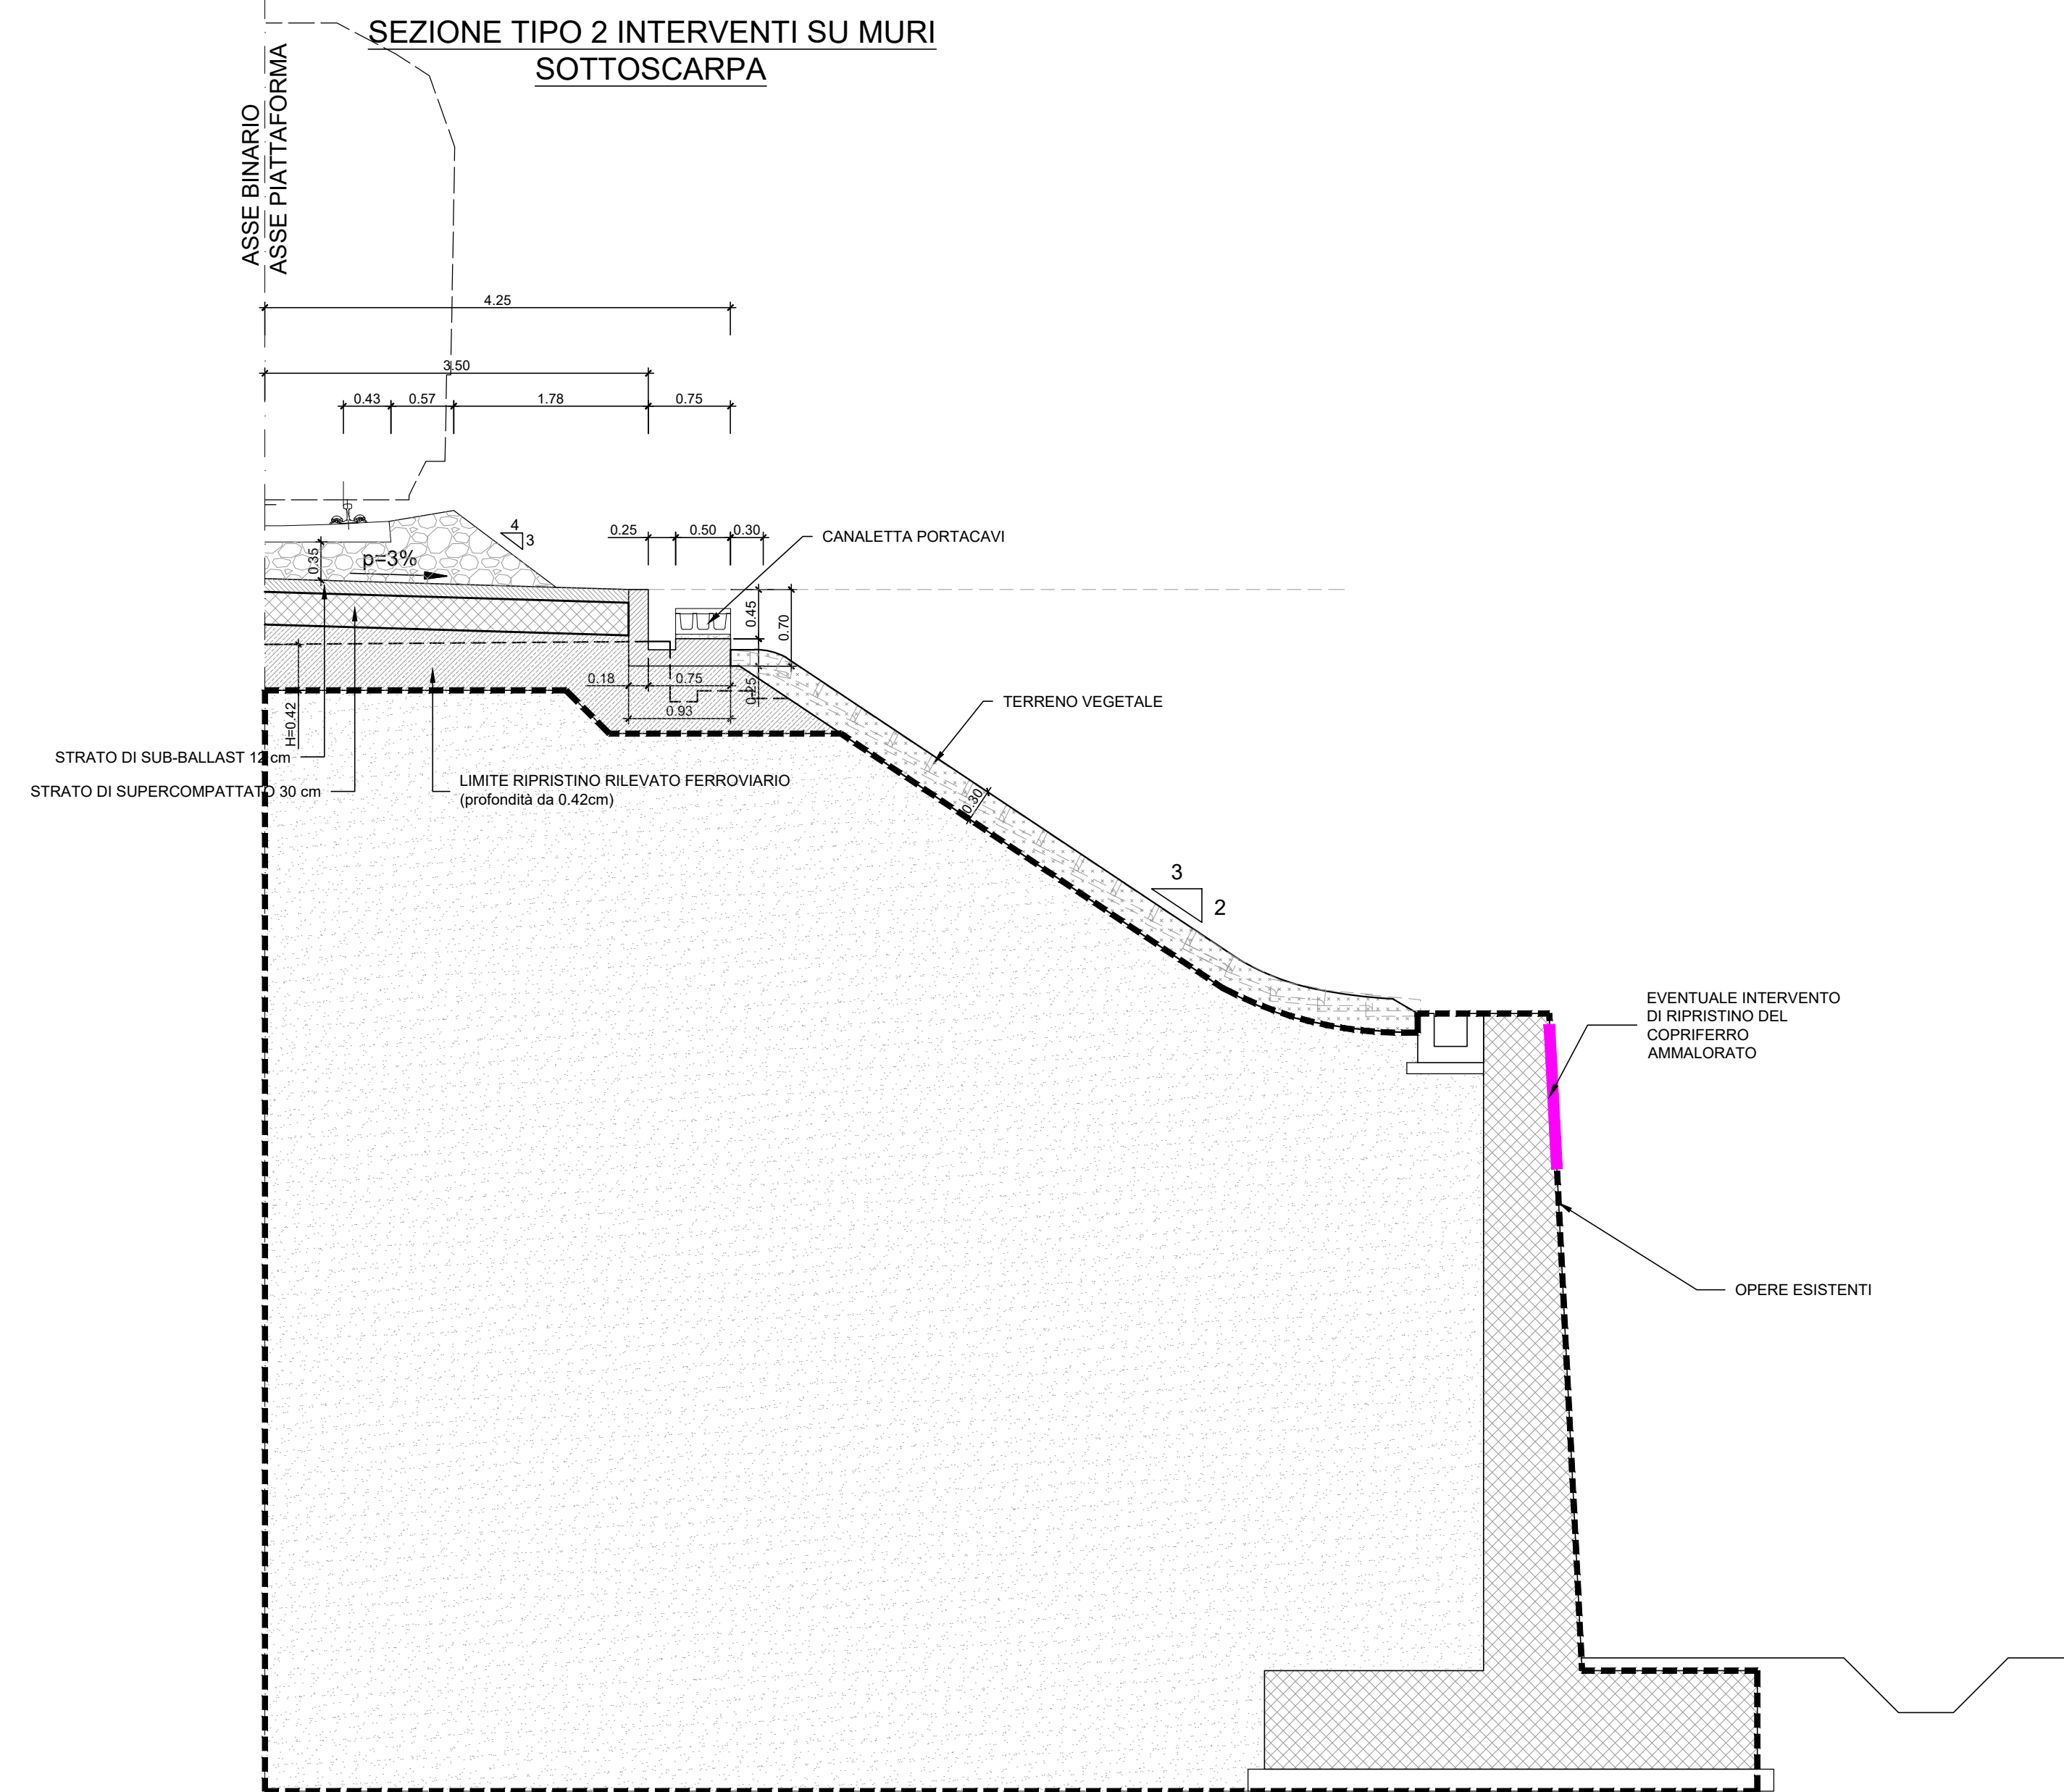 SEZIONE TIPO 2 INTERVENTI SU MURI
SOTTOSCARPA
ASSE BINARIO
ASSE PIATTAFORMA
4.25
3.50
0.43
0.57
1.78
0.75
4
3
0.25
0.50
0.30
CANALETTA PORTACAVI
0.35
p=3%
0.45
0.70
0.18
0.75
0.25
0.93
TERRENO VEGETALE
H=0.42
STRATO DI SUB-BALLAST 12 cm
STRATO DI SUPERCOMPATTATO 30 cm
LIMITE RIPRISTINO RILEVATO FERROVIARIO
(profondità da 0.42cm)
0.30
3
2
EVENTUALE INTERVENTO
DI RIPRISTINO DEL
COPRIFERRO
AMMALORATO
OPERE ESISTENTI